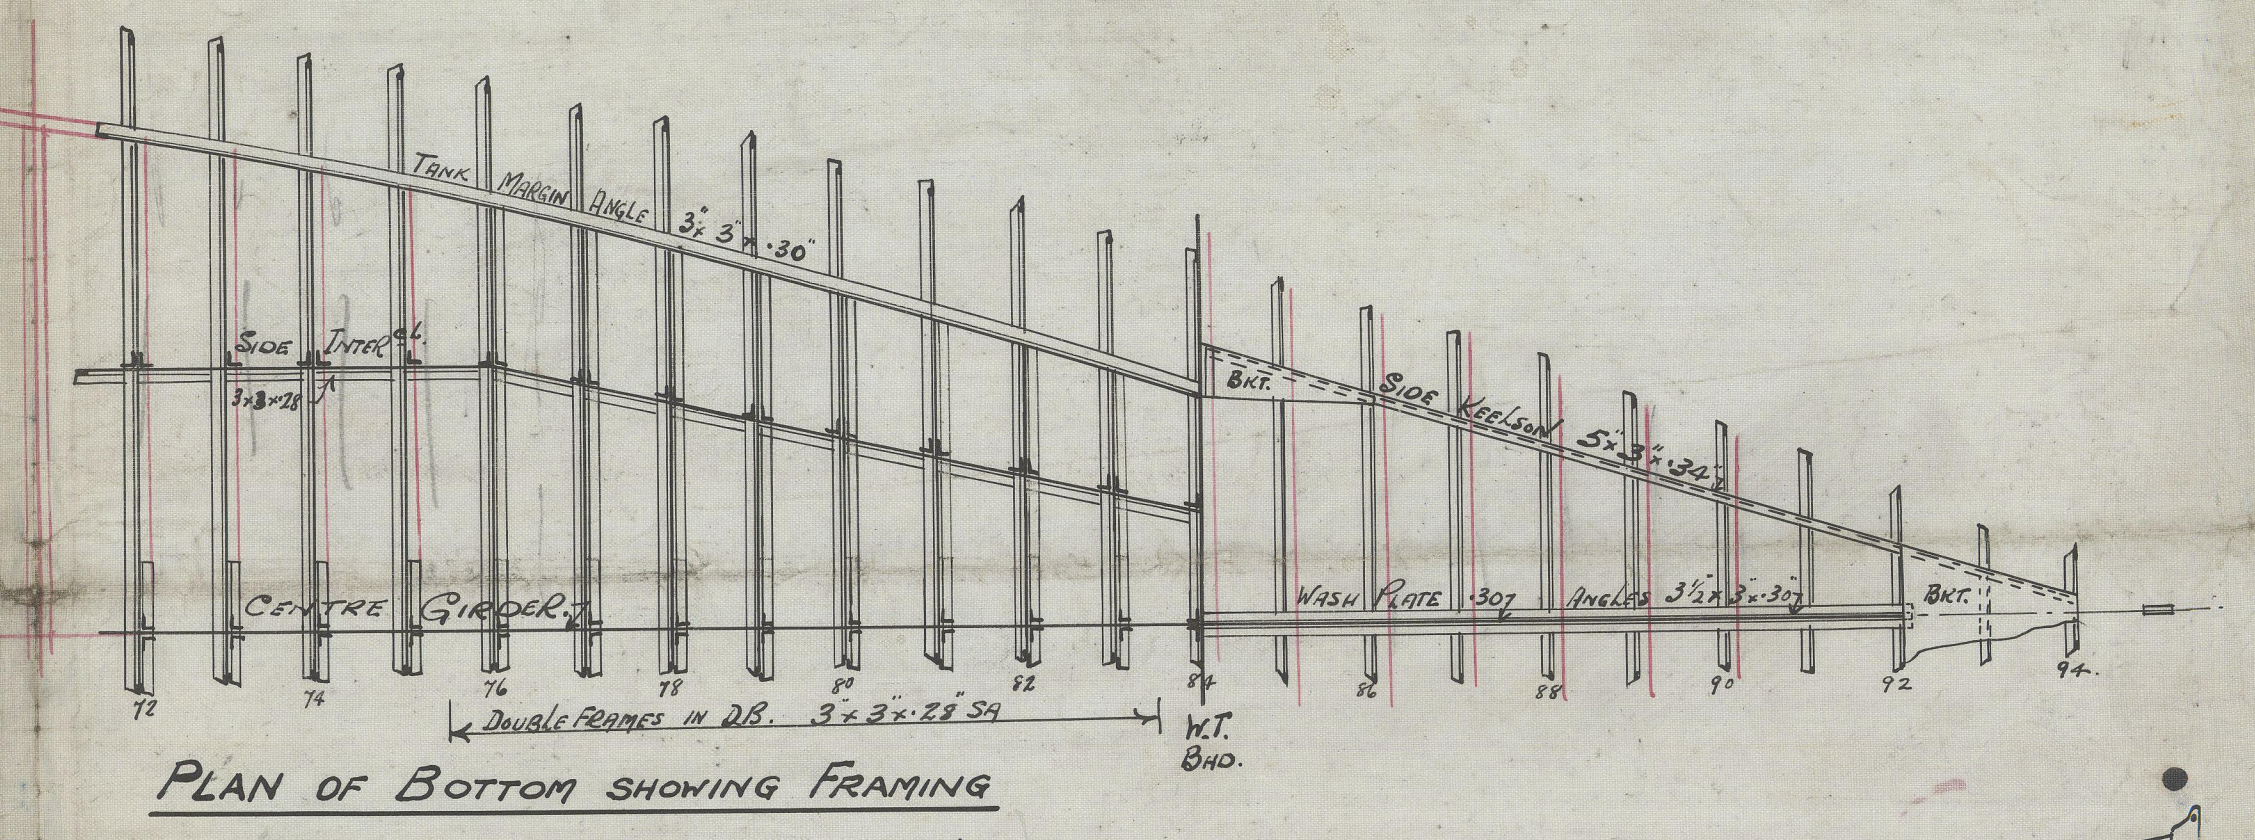 TANK MARGIN ANGLE 3" x 3" x .30"
SIDE INTERCL.
3x3x.28
BKT.
SIDE KEELSON 5" x 3" x .34"
CENTRE GIRDER.
WASH PLATE .30 ANGLES 3½" x 3" x .30"
BKT.
72 74 76 78 80 82 84 86 88 90 92 94.
DOUBLE FRAMES IN D.B. 3" x 3" x .28" SA
W.T.
BHD.
PLAN OF BOTTOM SHOWING FRAMING